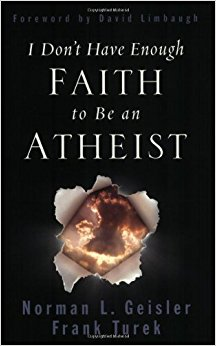 Foreword by David Limbaugh
I Don't Have Enough
FAITH
to Be an
ATHEIST
Norman L. Geisler
Frank Turek